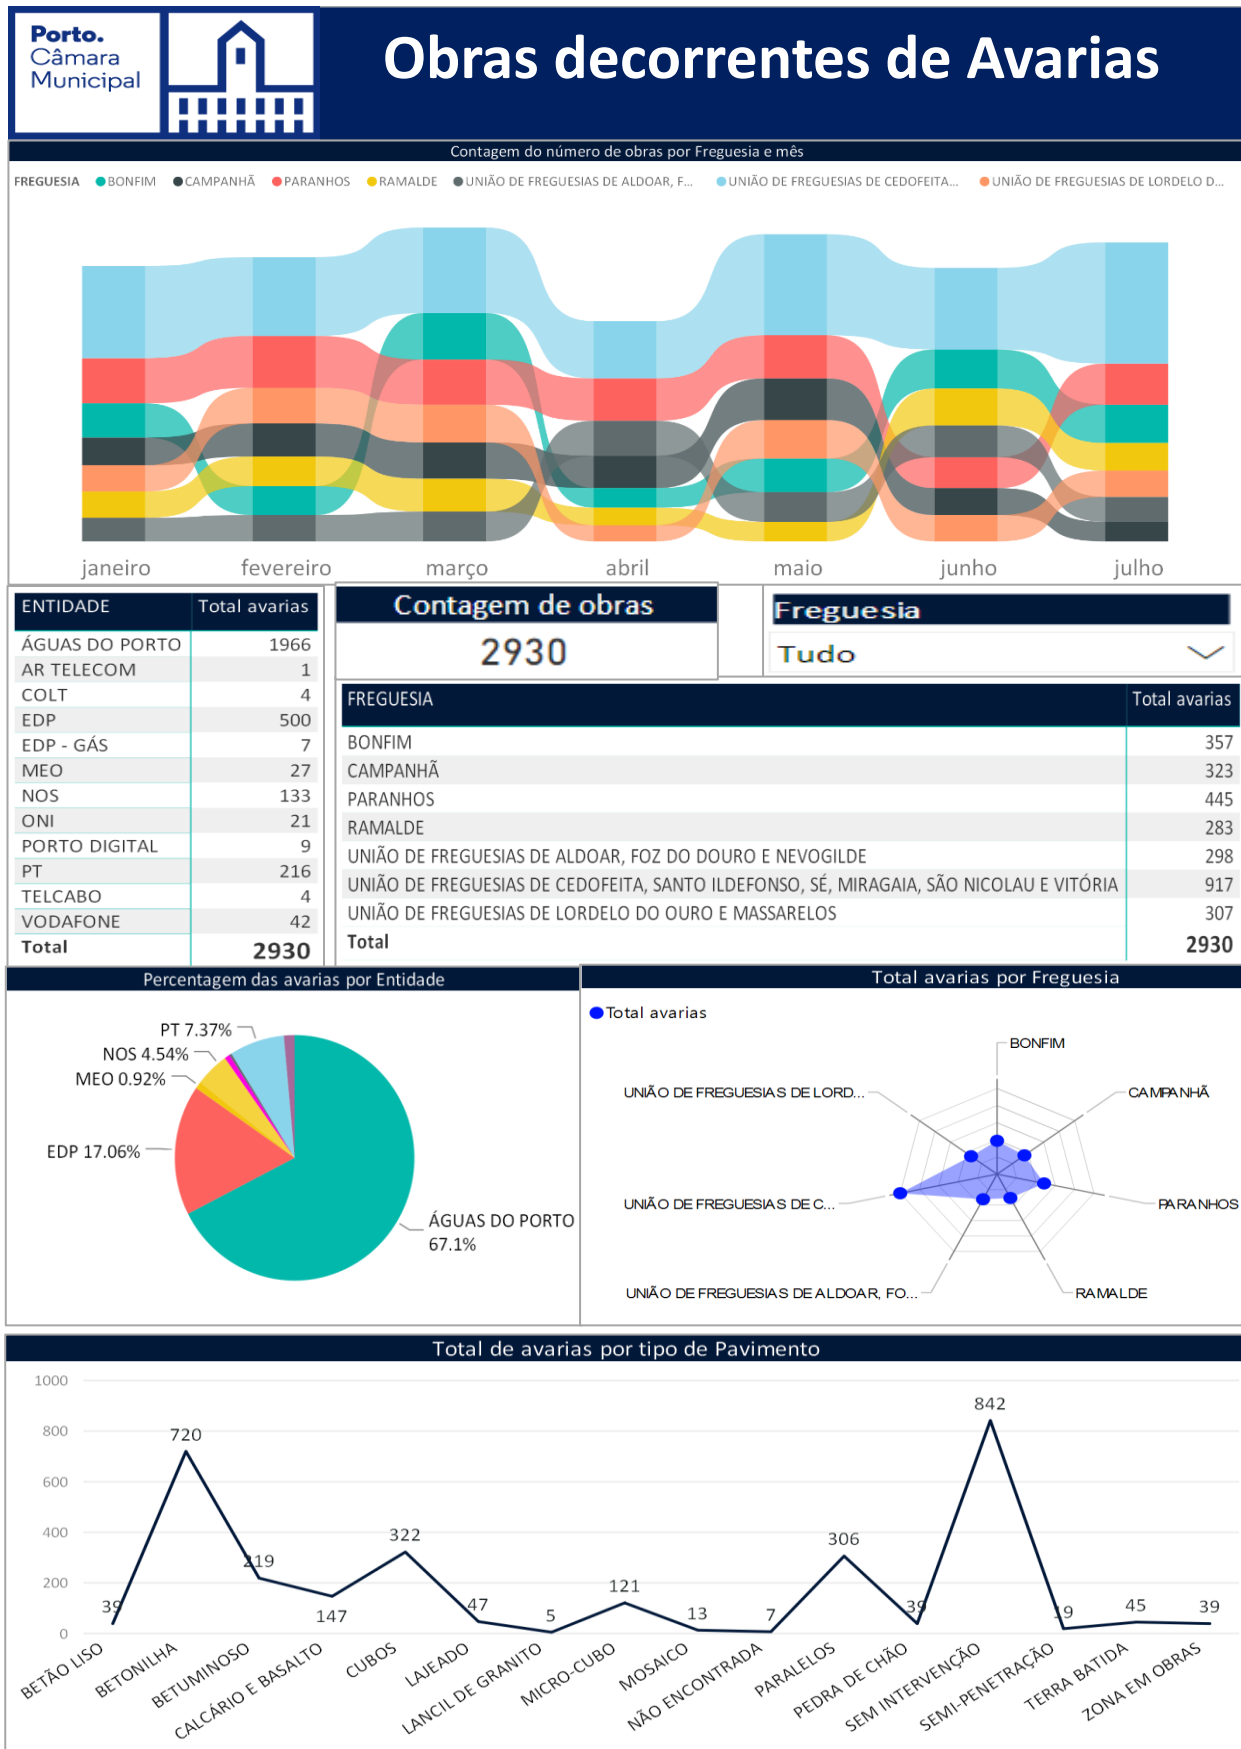 Porto.
Câmara
Municipal
Obras decorrentes de Avarias
Contagem do número de obras por Freguesia e mês
FREGUESIA BONFIM CAMPANHÃ PARANHOS RAMALDE UNIÃO DE FREGUESIAS DE ALDOAR, F... UNIÃO DE FREGUESIAS DE CEDOFEITA... UNIÃO DE FREGUESIAS DE LORDELO D...
janeiro fevereiro março abril maio junho julho
ENTIDADE Total avarias
ÁGUAS DO PORTO 1966
AR TELECOM 1
COLT 4
EDP 500
EDP - GÁS 7
MEO 27
NOS 133
ONI 21
PORTO DIGITAL 9
PT 216
TELCABO 4
VODAFONE 42
Total 2930
Contagem de obras
2930
Freguesia
Tudo
FREGUESIA Total avarias
BONFIM 357
CAMPANHÃ 323
PARANHOS 445
RAMALDE 283
UNIÃO DE FREGUESIAS DE ALDOAR, FOZ DO DOURO E NEVOGILDE 298
UNIÃO DE FREGUESIAS DE CEDOFEITA, SANTO ILDEFONSO, SÉ, MIRAGAIA, SÃO NICOLAU E VITÓRIA 917
UNIÃO DE FREGUESIAS DE LORDELO DO OURO E MASSARELOS 307
Total 2930
Percentagem das avarias por Entidade
PT 7.37%
NOS 4.54%
MEO 0.92%
EDP 17.06%
ÁGUAS DO PORTO
67.1%
Total avarias por Freguesia
Total avarias
BONFIM
UNIÃO DE FREGUESIAS DE LORD... CAMPANHÃ
UNIÃO DE FREGUESIAS DE C... PARANHOS
UNIÃO DE FREGUESIAS DE ALDOAR, FO... RAMALDE
Total de avarias por tipo de Pavimento
1000
800
600
400
200
0
39 720 219 147 322 47 5 121 13 7 306 39 842 19 45 39
BETÃO LISO
BETONILHA
BETUMINOSO
CALCÁRIO E BASALTO
CUBOS
LAJEADO
LANCIL DE GRANITO
MICRO-CUBO
MOSAICO
NÃO ENCONTRADA
PARALELOS
PEDRA DE CHÃO
SEM INTERVENÇÃO
SEMI-PENETRAÇÃO
TERRA BATIDA
ZONA EM OBRAS